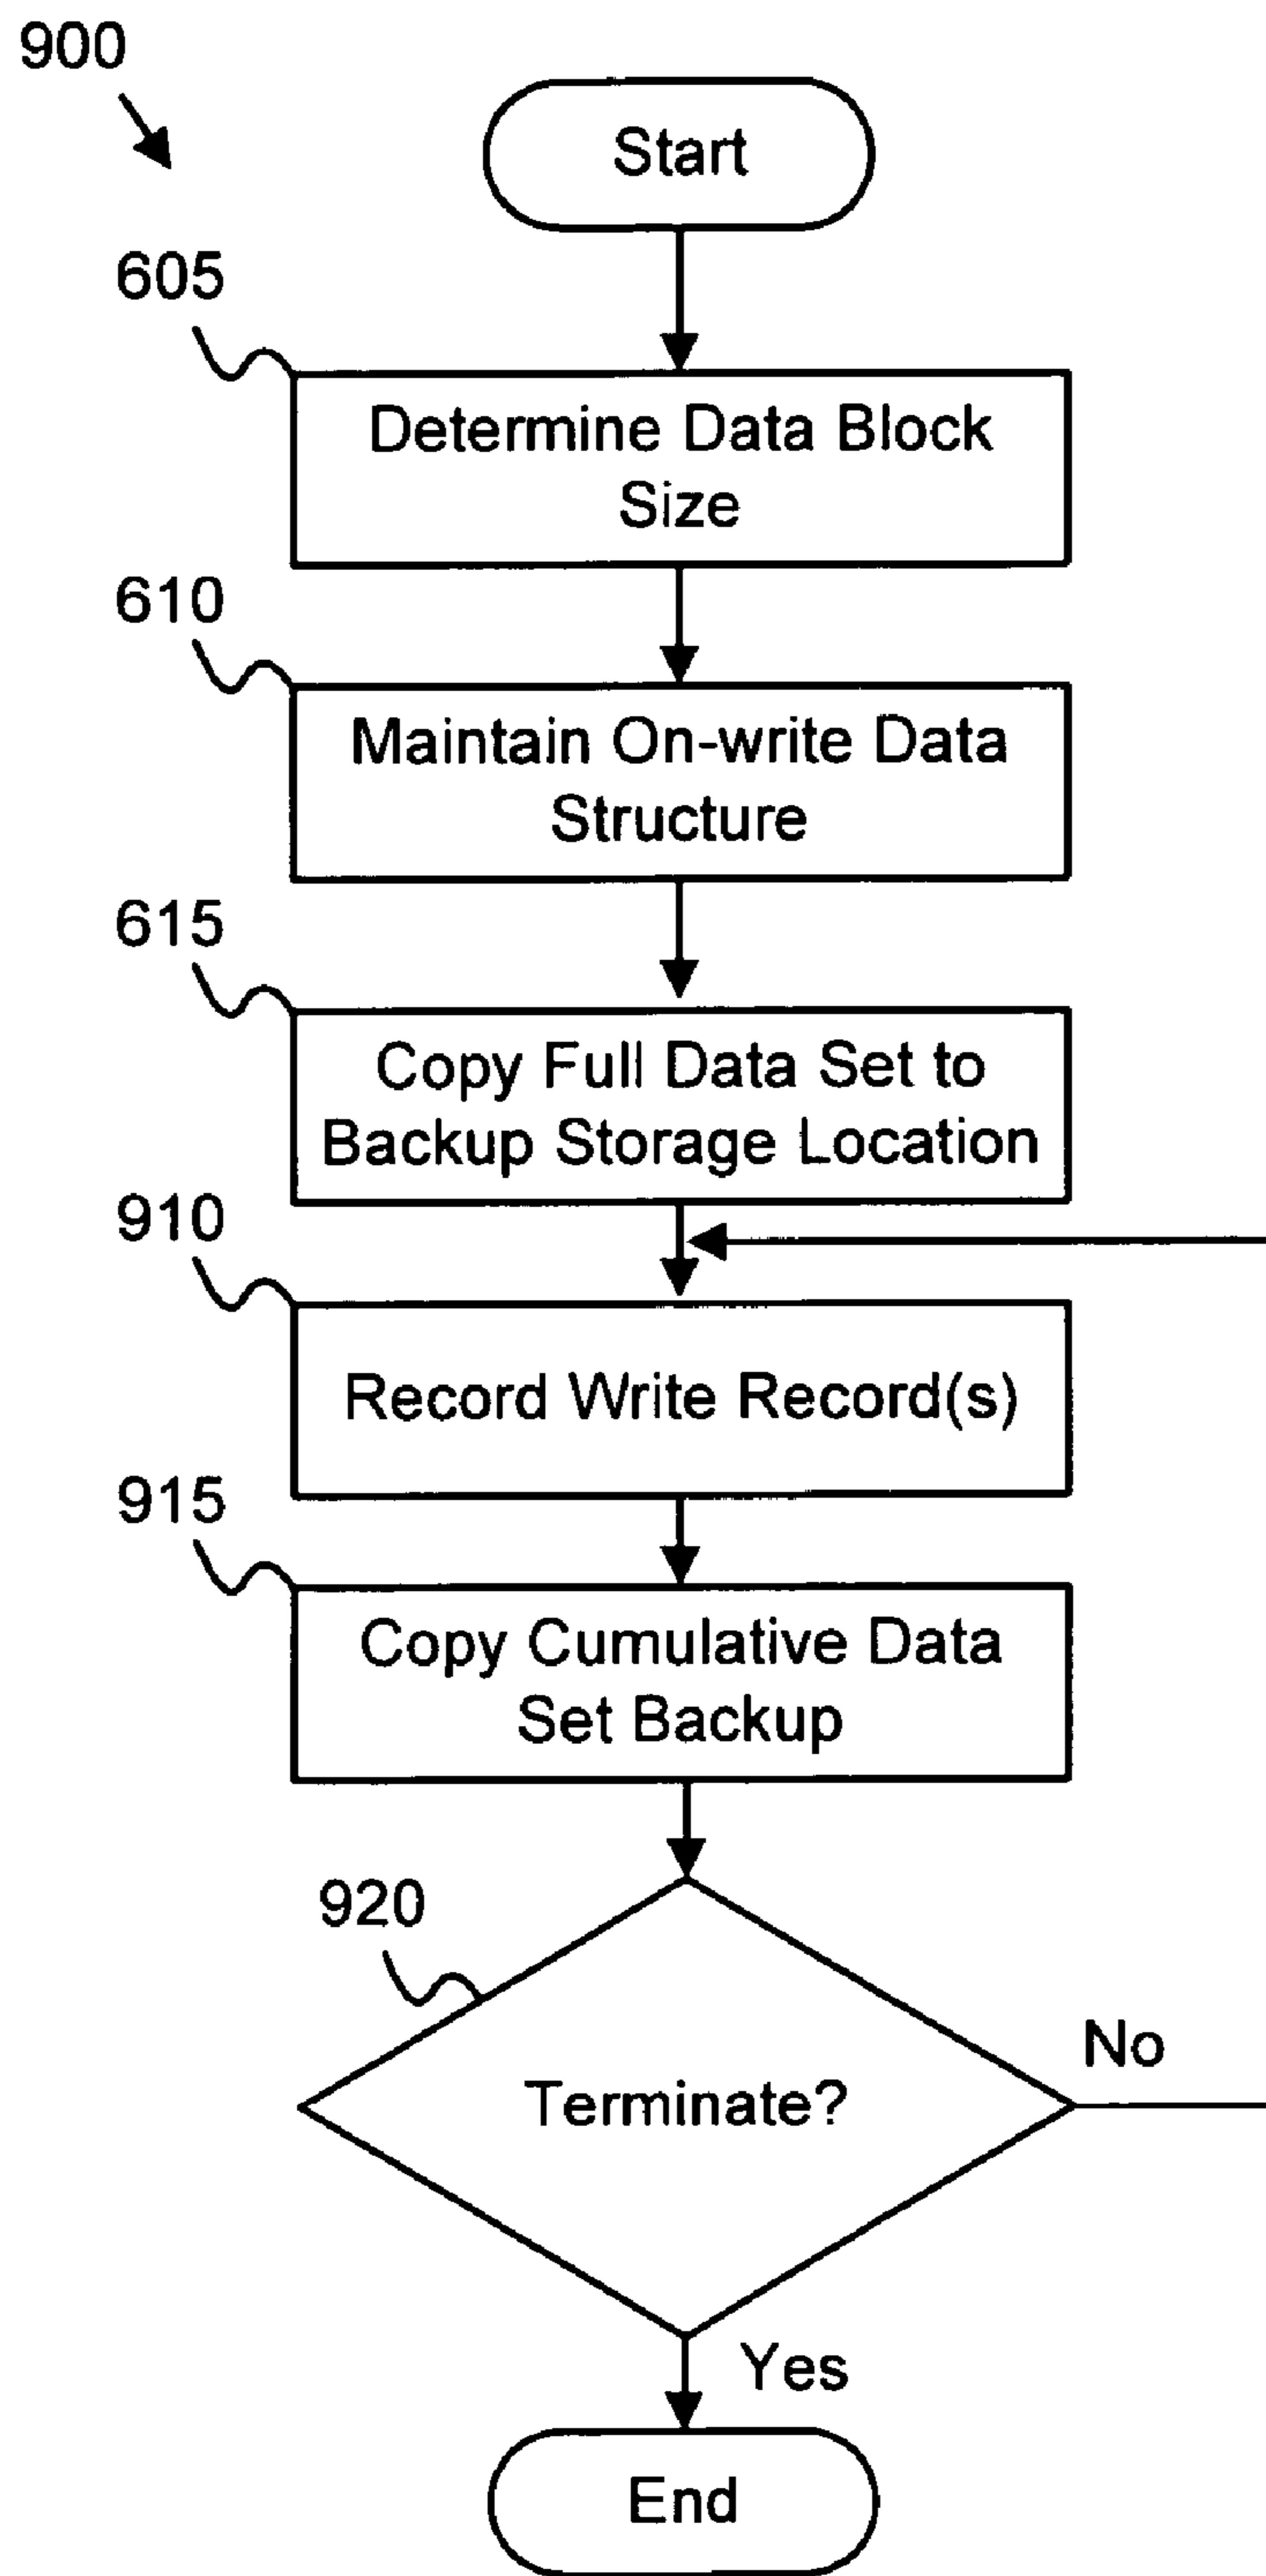 900
Start
605
Determine Data Block
Size
610
Maintain On-write Data
Structure
615
Copy Full Data Set to
Backup Storage Location
910
Record Write Record(s)
915
Copy Cumulative Data
Set Backup
920
Terminate?
No
Yes
End